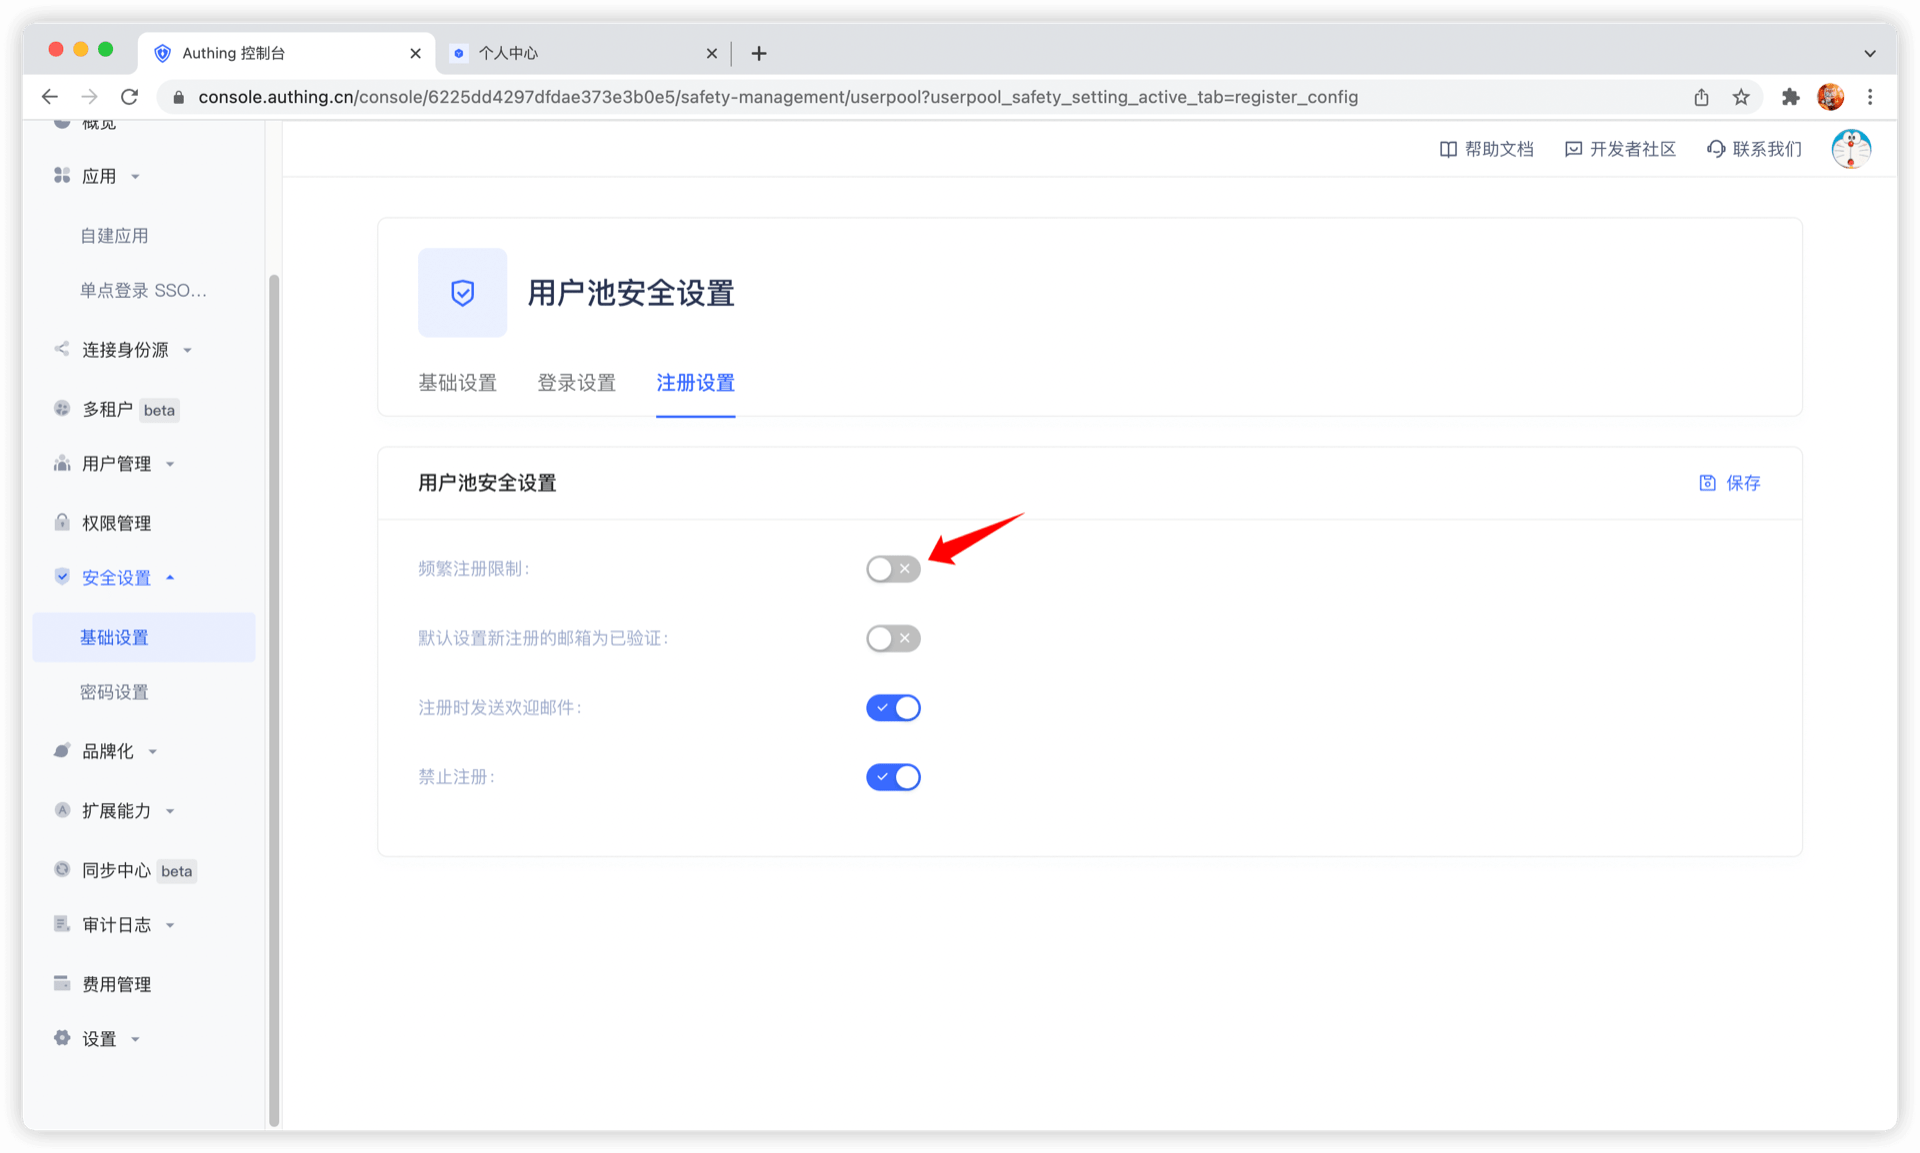 Authing 控制台
个人中心
console.authing.cn/console/6225dd4297dfdae373e3b0e5/safety-management/userpool?userpool_safety_setting_active_tab=register_config
概览
应用
自建应用
单点登录 SSO...
连接身份源
多租户 beta
用户管理
权限管理
安全设置
基础设置
密码设置
品牌化
扩展能力
同步中心 beta
审计日志
费用管理
设置
帮助文档
开发者社区
联系我们
用户池安全设置
基础设置
登录设置
注册设置
用户池安全设置
保存
频繁注册限制:
默认设置新注册的邮箱为已验证:
注册时发送欢迎邮件:
禁止注册: